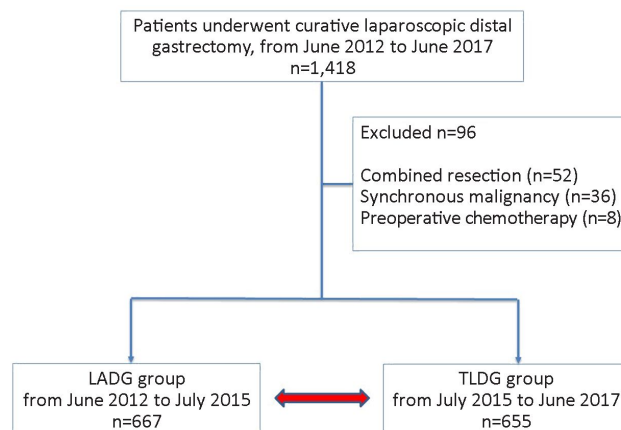 Patients underwent curative laparoscopic distal
gastrectomy, from June 2012 to June 2017
n=1,418
Excluded n=96
Combined resection (n=52)
Synchronous malignancy (n=36)
Preoperative chemotherapy (n=8)
LADG group
from June 2012 to July 2015
n=667
TLDG group
from July 2015 to June 2017
n=655